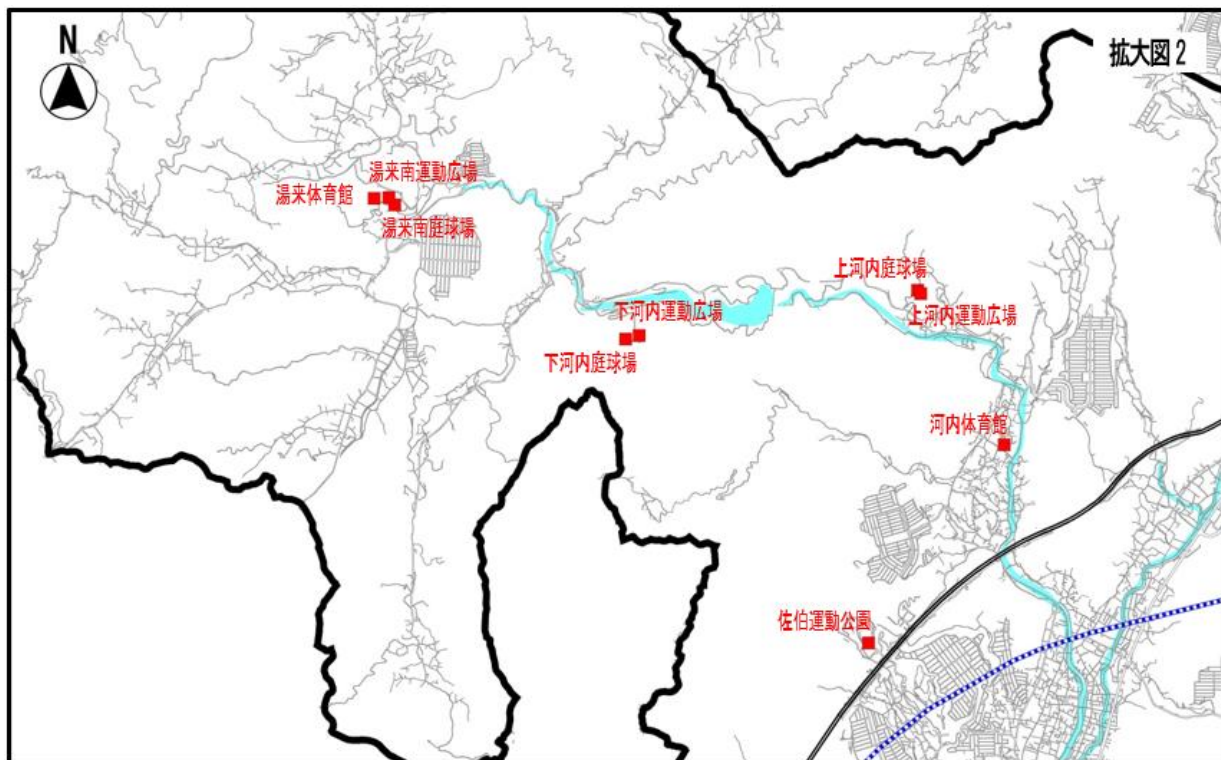 N
拡大図2
湯来南運動広場
湯来体育館
湯来南庭球場
上河内庭球場
下河内運動広場
上河内運動広場
下河内庭球場
河内体育館
佐伯運動公園